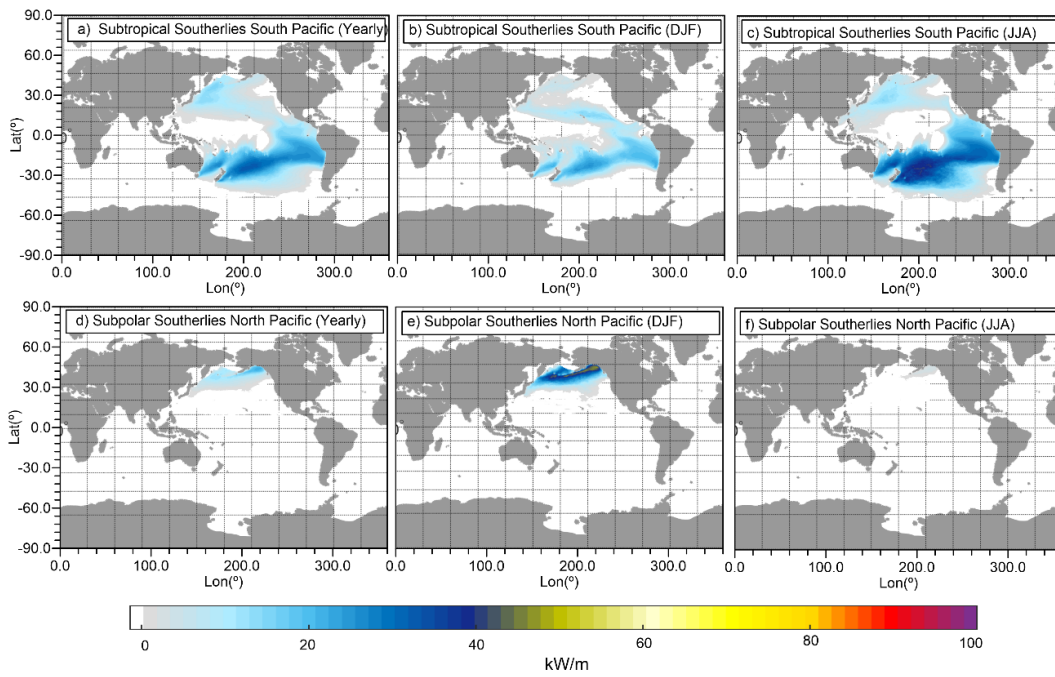 a) Subtropical Southerlies South Pacific (Yearly)
b) Subtropical Southerlies South Pacific (DJF)
c) Subtropical Southerlies South Pacific (JJA)
90.0
60.0
30.0
0.0
-30.0
-60.0
-90.0
Lat(º)
0.0 100.0 200.0 300.0
Lon(º)
0.0 100.0 200.0 300.0
Lon(º)
0.0 100.0 200.0 300.0
Lon(º)
d) Subpolar Southerlies North Pacific (Yearly)
e) Subpolar Southerlies North Pacific (DJF)
f) Subpolar Southerlies North Pacific (JJA)
90.0
60.0
30.0
0.0
-30.0
-60.0
-90.0
Lat(º)
0.0 100.0 200.0 300.0
Lon(º)
0.0 100.0 200.0 300.0
Lon(º)
0.0 100.0 200.0 300.0
Lon(º)
0 20 40 60 80 100
kW/m